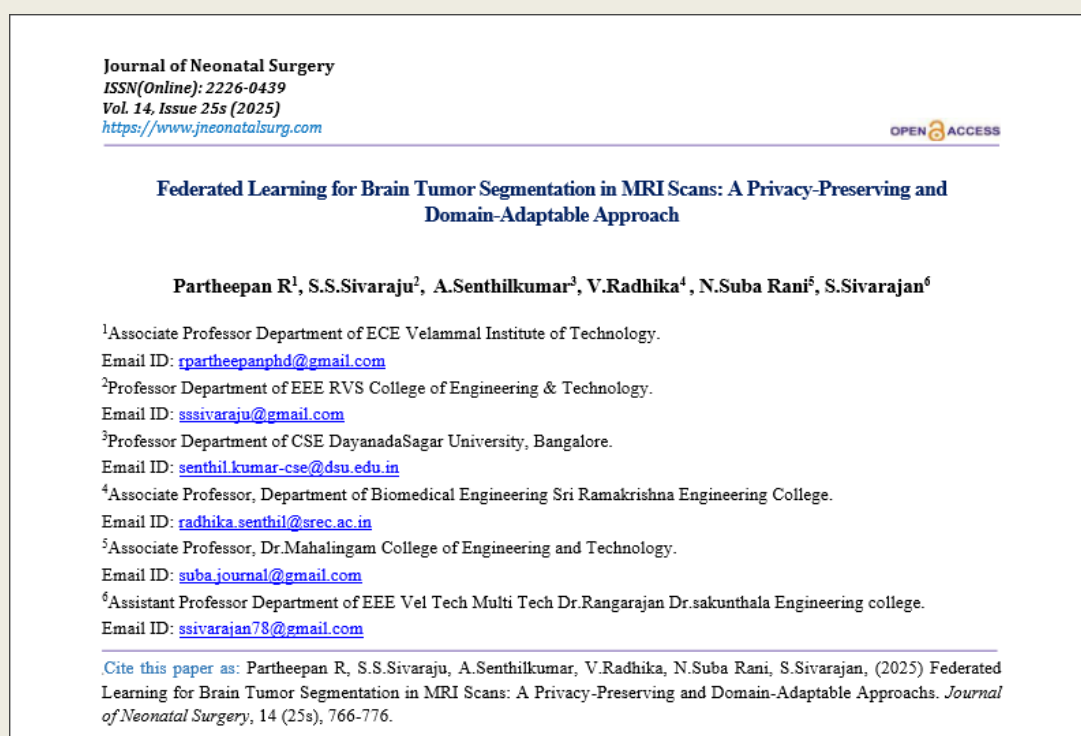 Journal of Neonatal Surgery
ISSN(Online): 2226-0439
Vol. 14, Issue 25s (2025)
https://www.jneonatalsurg.com
OPEN ACCESS
Federated Learning for Brain Tumor Segmentation in MRI Scans: A Privacy-Preserving and
Domain-Adaptable Approach
Partheepan R¹, S.S.Sivaraju², A.Senthilkumar³, V.Radhika⁴ , N.Suba Rani⁵, S.Sivarajan⁶
¹Associate Professor Department of ECE Velammal Institute of Technology.
Email ID: rpartheepanphd@gmail.com
²Professor Department of EEE RVS College of Engineering & Technology.
Email ID: sssivaraju@gmail.com
³Professor Department of CSE DayanadaSagar University, Bangalore.
Email ID: senthil.kumar-cse@dsu.edu.in
⁴Associate Professor, Department of Biomedical Engineering Sri Ramakrishna Engineering College.
Email ID: radhika.senthil@srec.ac.in
⁵Associate Professor, Dr.Mahalingam College of Engineering and Technology.
Email ID: suba.journal@gmail.com
⁶Assistant Professor Department of EEE Vel Tech Multi Tech Dr.Rangarajan Dr.sakunthala Engineering college.
Email ID: ssivarajan78@gmail.com
.Cite this paper as: Partheepan R, S.S.Sivaraju, A.Senthilkumar, V.Radhika, N.Suba Rani, S.Sivarajan, (2025) Federated
Learning for Brain Tumor Segmentation in MRI Scans: A Privacy-Preserving and Domain-Adaptable Approachs. Journal
of Neonatal Surgery, 14 (25s), 766-776.